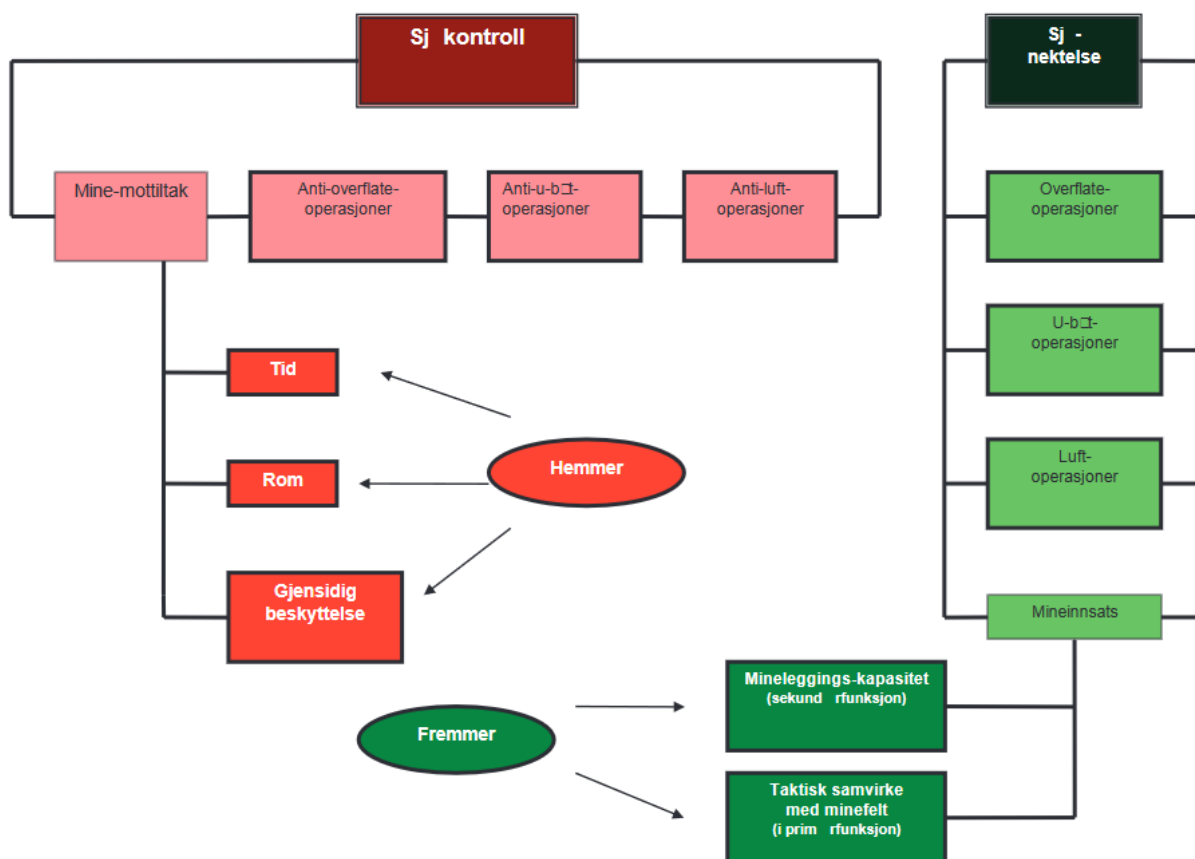 Sj kontroll
Sj -
nektelse
Mine-mottiltak
Anti-overflate-
operasjoner
Anti-u-b□t-
operasjoner
Anti-luft-
operasjoner
Overflate-
operasjoner
U-b□t-
operasjoner
Luft-
operasjoner
Mineinnsats
Tid
Rom
Gjensidig
beskyttelse
Hemmer
Fremmer
Mineleggings-kapasitet
(sekund rfunksjon)
Taktisk samvirke
med minefelt
(i prim rfunksjon)